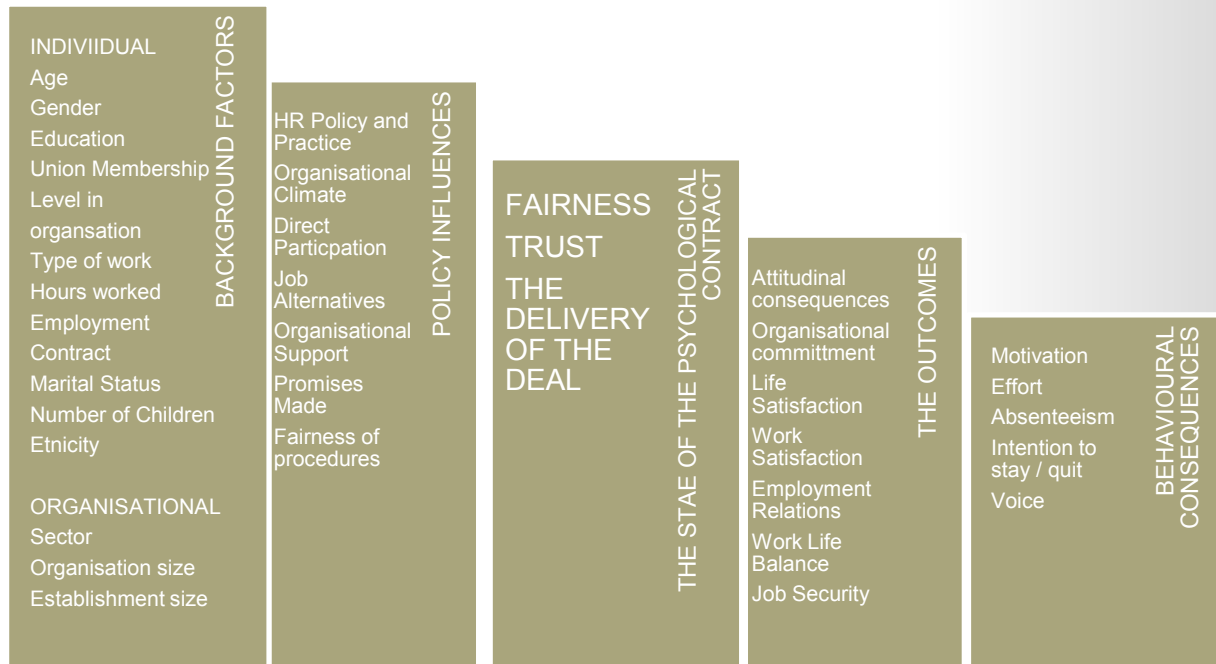 INDIVIIDUAL
Age
Gender
Education
Union Membership
Level in
organsation
Type of work
Hours worked
Employment
Contract
Marital Status
Number of Children
Etnicity
ORGANISATIONAL
Sector
Organisation size
Establishment size
BACKGROUND FACTORS
HR Policy and
Practice
Organisational
Climate
Direct
Particpation
Job
Alternatives
Organisational
Support
Promises
Made
Fairness of
procedures
POLICY INFLUENCES
FAIRNESS
TRUST
THE
DELIVERY
OF THE
DEAL
THE STAE OF THE PSYCHOLOGICAL
CONTRACT
Attitudinal
consequences
Organisational
committment
Life
Satisfaction
Work
Satisfaction
Employment
Relations
Work Life
Balance
Job Security
THE OUTCOMES
Motivation
Effort
Absenteeism
Intention to
stay / quit
Voice
BEHAVIOURAL
CONSEQUENCES